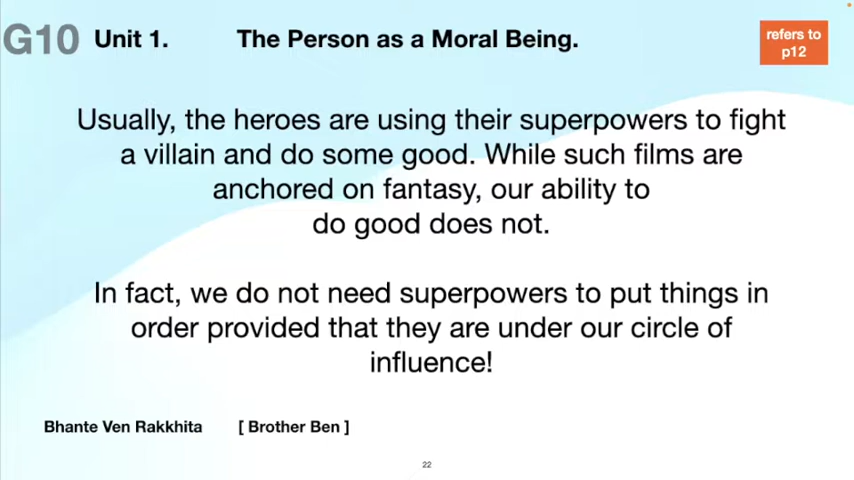 G10 Unit 1. The Person as a Moral Being.
refers to
p12
Usually, the heroes are using their superpowers to fight
a villain and do some good. While such films are
anchored on fantasy, our ability to
do good does not.
In fact, we do not need superpowers to put things in
order provided that they are under our circle of
influence!
Bhante Ven Rakkhita [ Brother Ben ]
22